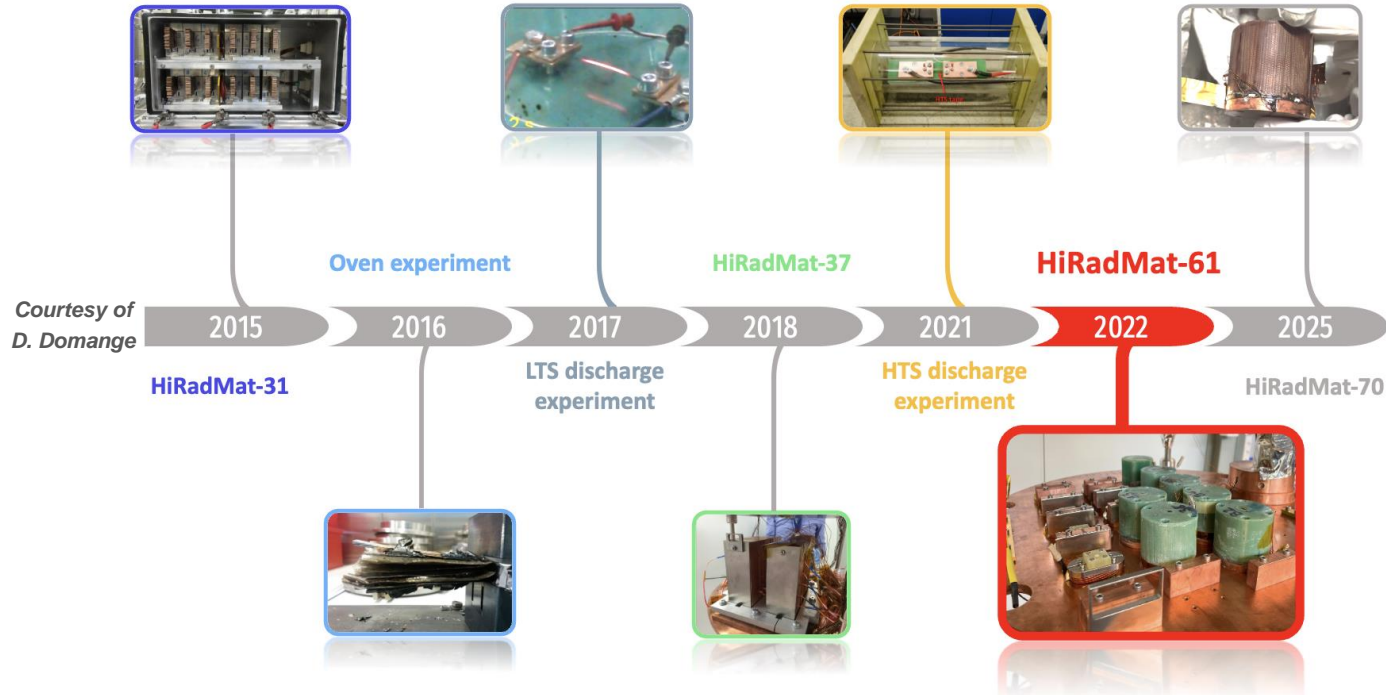 Oven experiment
HiRadMat-37
HiRadMat-61
Courtesy of
D. Domange
2015
2016
2017
2018
2021
2022
2025
HiRadMat-31
LTS discharge
experiment
HTS discharge
experiment
HiRadMat-70